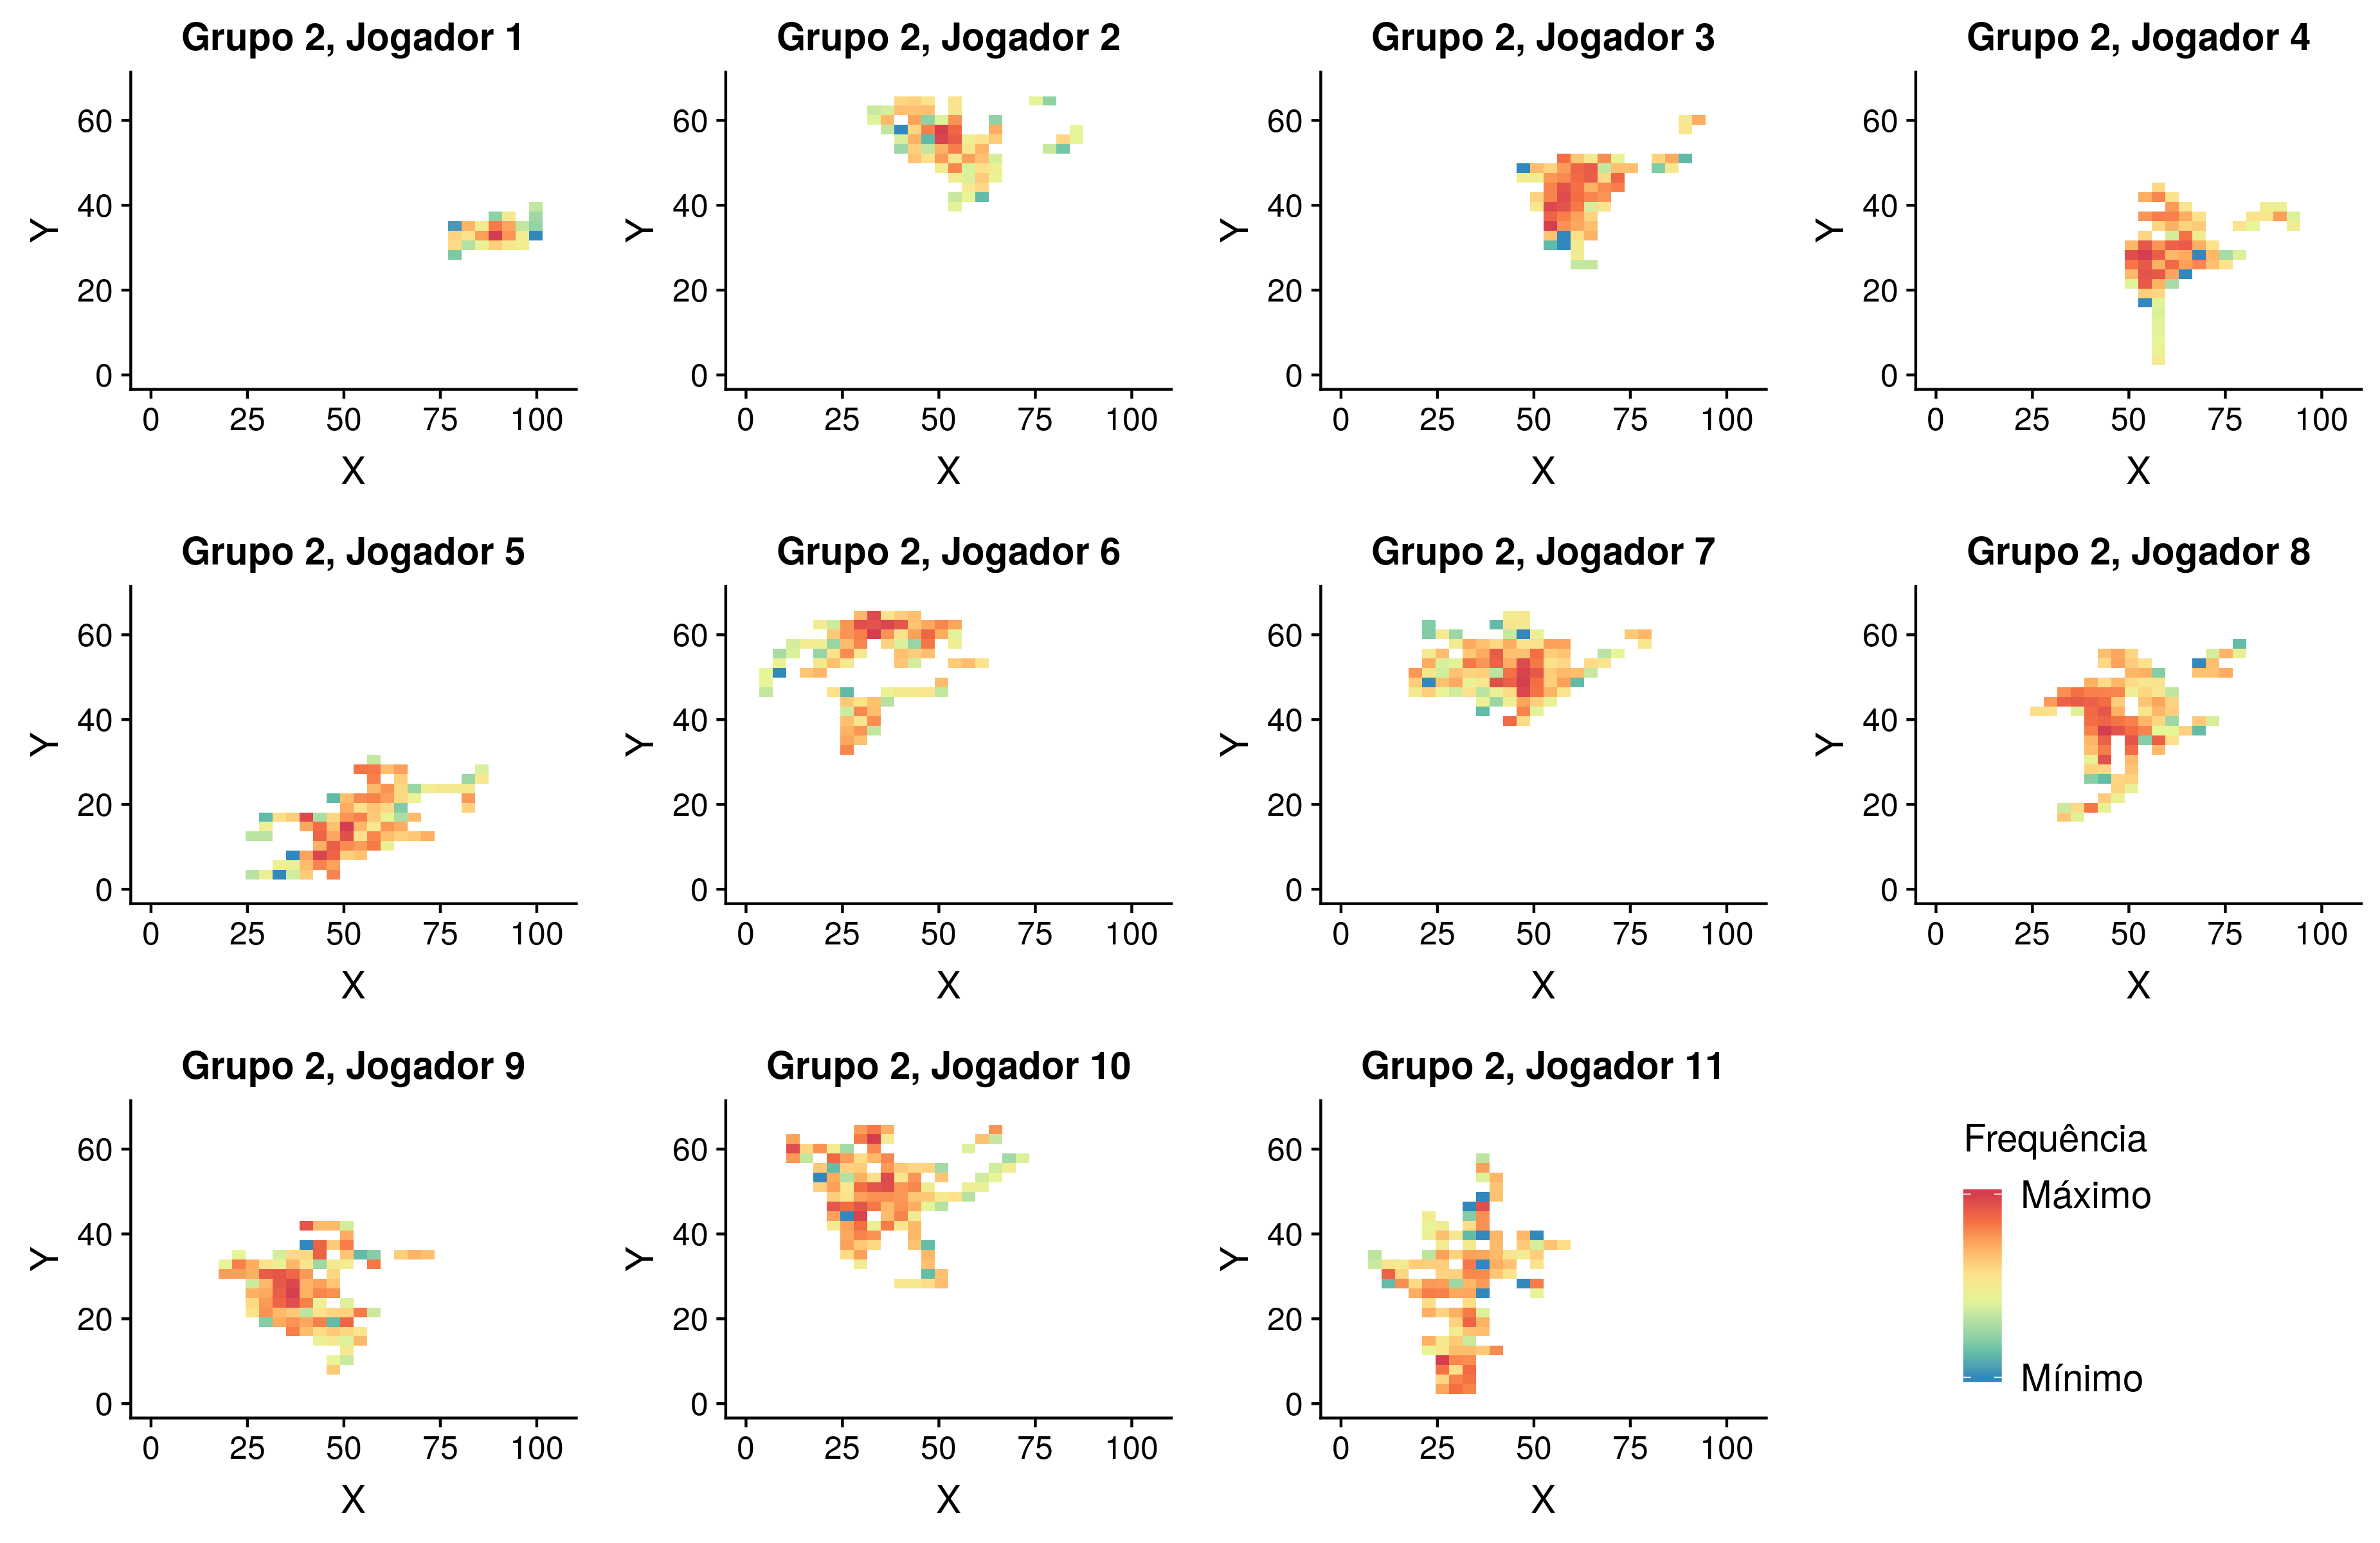 Grupo 2, Jogador 1
Grupo 2, Jogador 2
Grupo 2, Jogador 3
Grupo 2, Jogador 4
60
40
20
0
Y
0 25 50 75 100
X
60
40
20
0
Y
0 25 50 75 100
X
60
40
20
0
Y
0 25 50 75 100
X
60
40
20
0
Y
0 25 50 75 100
X
Grupo 2, Jogador 5
Grupo 2, Jogador 6
Grupo 2, Jogador 7
Grupo 2, Jogador 8
60
40
20
0
Y
0 25 50 75 100
X
60
40
20
0
Y
0 25 50 75 100
X
60
40
20
0
Y
0 25 50 75 100
X
60
40
20
0
Y
0 25 50 75 100
X
Grupo 2, Jogador 9
Grupo 2, Jogador 10
Grupo 2, Jogador 11
60
40
20
0
Y
0 25 50 75 100
X
60
40
20
0
Y
0 25 50 75 100
X
60
40
20
0
Y
0 25 50 75 100
X
Frequência
Máximo
Mínimo